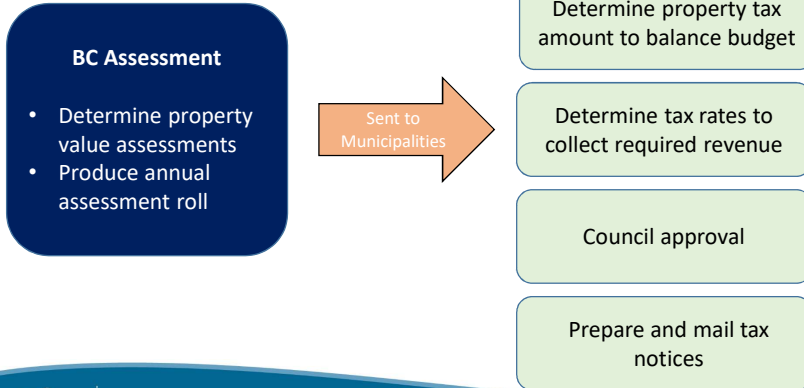 BC Assessment
• Determine property
value assessments
• Produce annual
assessment roll
Sent to
Municipalities
Determine property tax
amount to balance budget
Determine tax rates to
collect required revenue
Council approval
Prepare and mail tax
notices